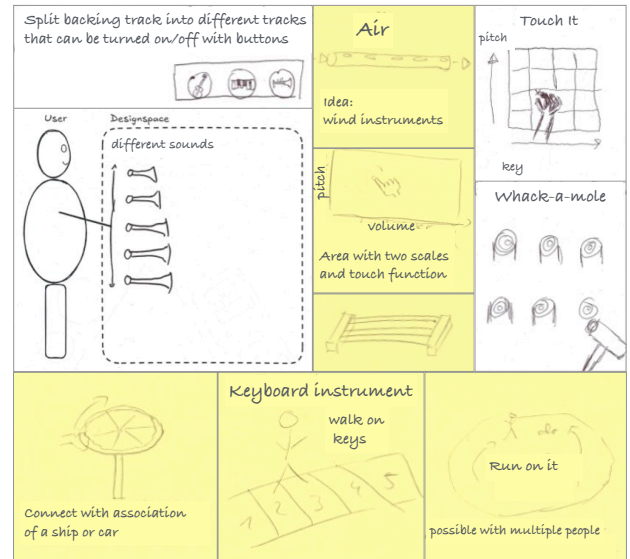 Split backing track into different tracks
that can be turned on/off with buttons
User
Designspace
different sounds
Air
Idea:
wind instruments
pitch
volume
Area with two scales
and touch function
Touch It
pitch
key
Whack-a-mole
Connect with association
of a ship or car
Keyboard instrument
walk on
keys
1 2 3 4 5
Run on it
possible with multiple people